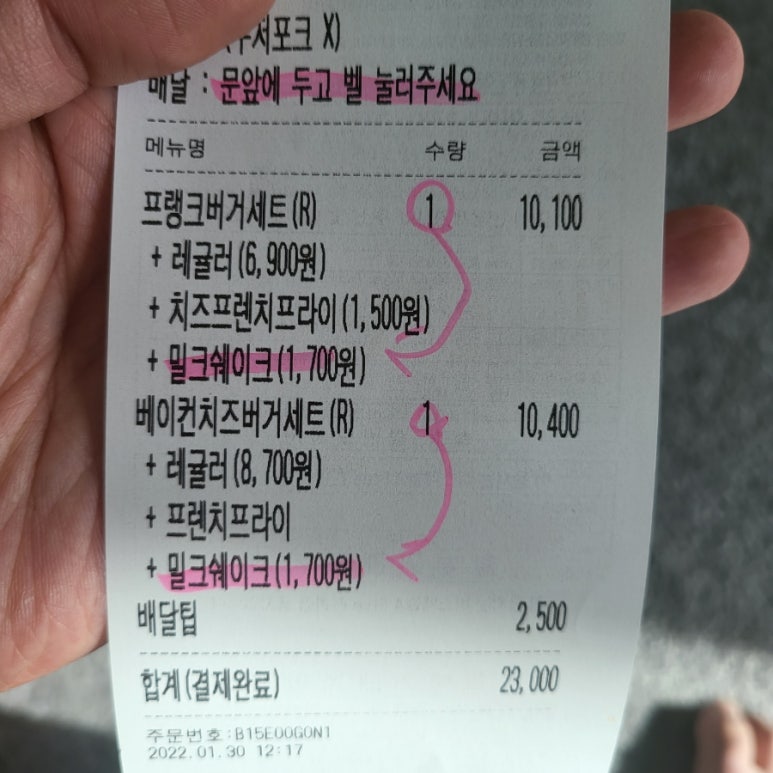 (수저포크 X)
배달 : 문앞에 두고 벨 눌러주세요
메뉴명 수량 금액
프랭크버거세트(R) 1 10,100
+ 레귤러(6,900원)
+ 치즈프렌치프라이(1,500원)
+ 밀크쉐이크(1,700원)
베이컨치즈버거세트(R) 1 10,400
+ 레귤러(8,700원)
+ 프렌치프라이
+ 밀크쉐이크(1,700원)
배달팁 2,500
합계(결제완료) 23,000
주문번호:B15E00G0N1
2022.01.30 12:17